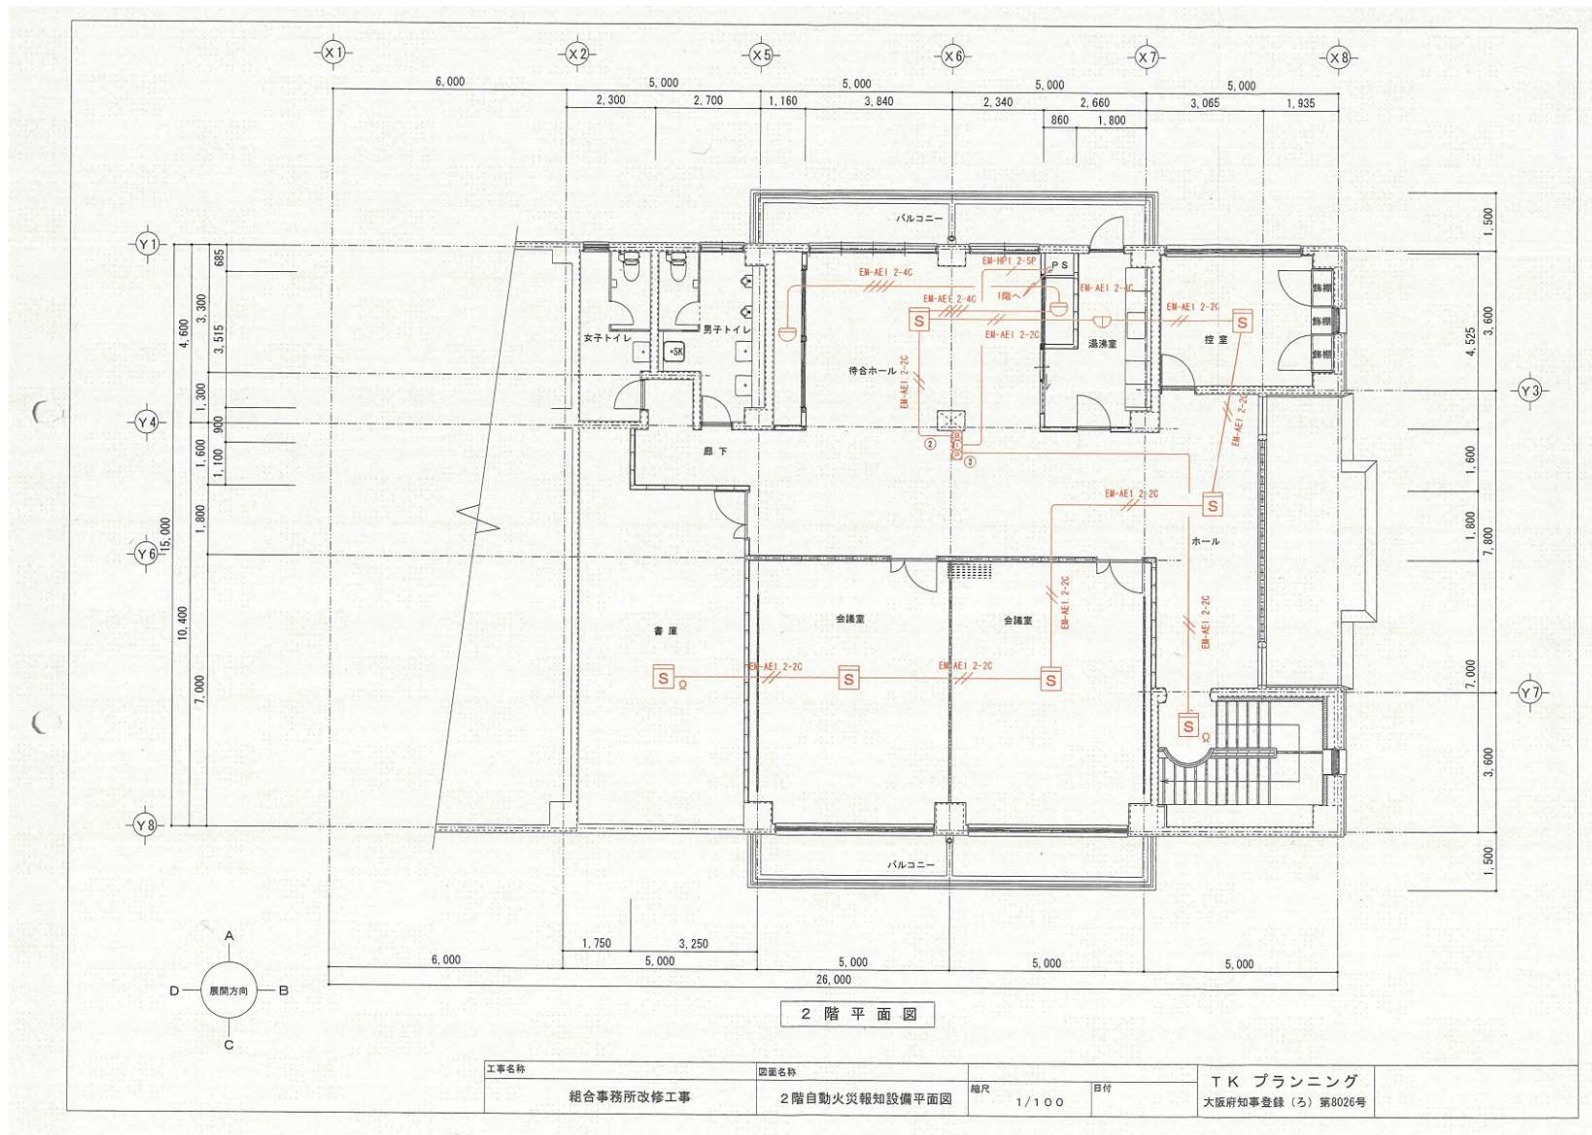 X1 X2 X5 X6 X7 X8
6,000 5,000 5,000 5,000 5,000
2,300 2,700 1,160 3,840 2,340 2,660 3,065 1,935
860 1,800
バルコニー
1,500
Y1
685
EM-AE1 2-4C
EM-HP1 2-5P
PS
1階へ
EM-AE1 2-4C
EM-AE1 2-4C
EM-AE1 2-2C
EM-AE1 2-2C
飾棚
飾棚
飾棚
S
S
3,300
3,515
4,600
3,600
4,525
女子トイレ
男子トイレ
SK
湯沸室
控室
待合ホール
EM-AE1 2-2C
EM-AE1 2-2C
1,300
Y3
Y4
900
②
③
廊下
1,600
1,100
1,600
EM-AE1 2-2C
S
15,000
1,800
1,800
7,800
ホール
Y6
EM-AE1 2-2C
EM-AE1 2-2C
10,400
書庫
会議室
会議室
EM-AE1 2-2C
EM-AE1 2-2C
S
Ω
S
S
7,000
7,000
Y7
S
Ω
3,600
Y8
バルコニー
1,500
1,750 3,250
6,000 5,000 5,000 5,000 5,000
26,000
A
D 展開方向 B
C
2階平面図
工事名称
組合事務所改修工事
図面名称
2階自動火災報知設備平面図
縮尺
1/100
日付
TK プランニング
大阪府知事登録(ろ)第8026号